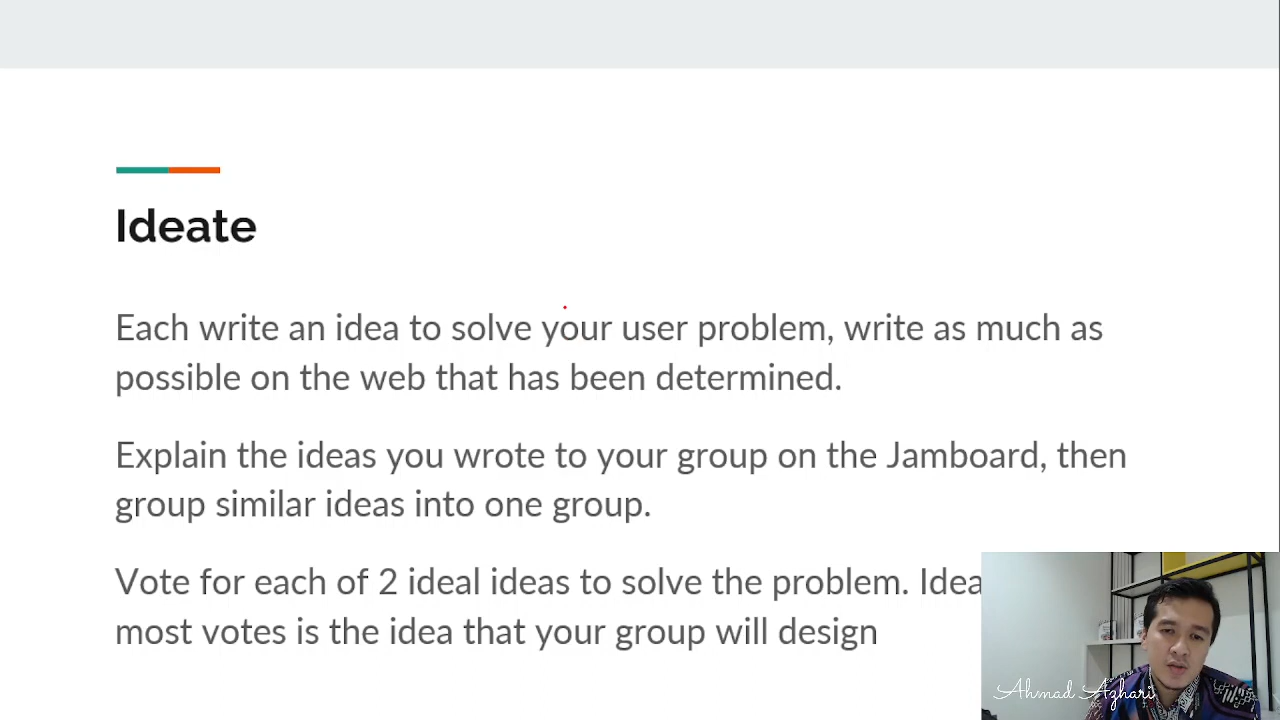 Ideate
Each write an idea to solve your user problem, write as much as
possible on the web that has been determined.
Explain the ideas you wrote to your group on the Jamboard, then
group similar ideas into one group.
Vote for each of 2 ideal ideas to solve the problem. Idea
most votes is the idea that your group will design
Ahmad Azhari